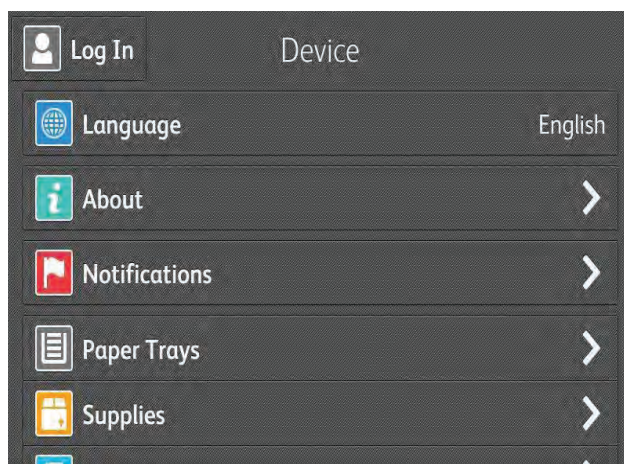 Log In
Device
Language
English
About
Notifications
Paper Trays
Supplies